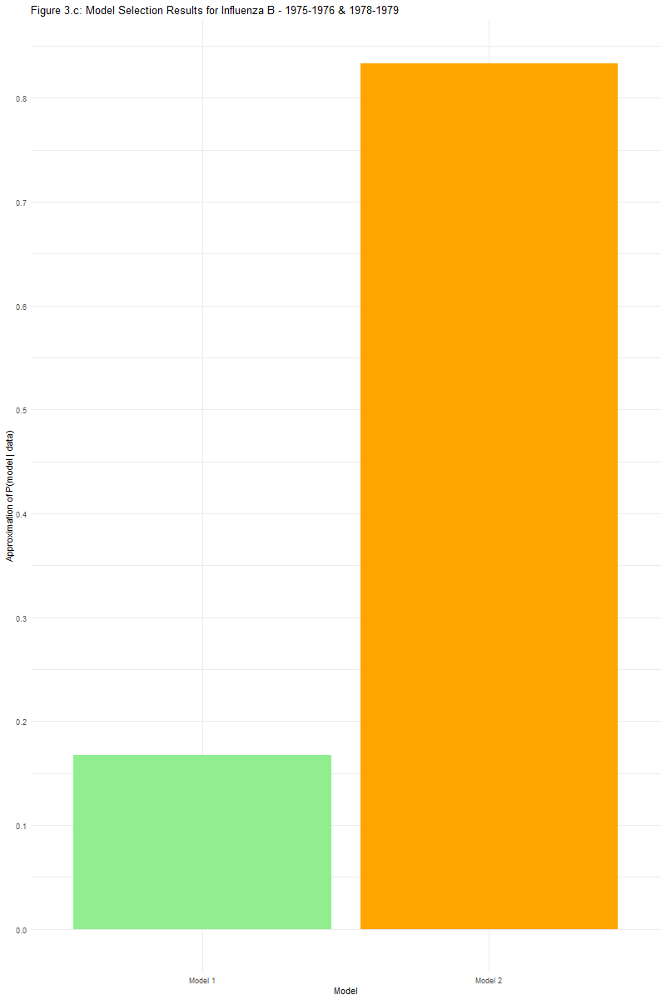 Figure 3.c: Model Selection Results for Influenza B - 1975-1976 & 1978-1979
Approximation of P(model | data)
0.8
0.7
0.6
0.5
0.4
0.3
0.2
0.1
0.0
Model 1
Model 2
Model